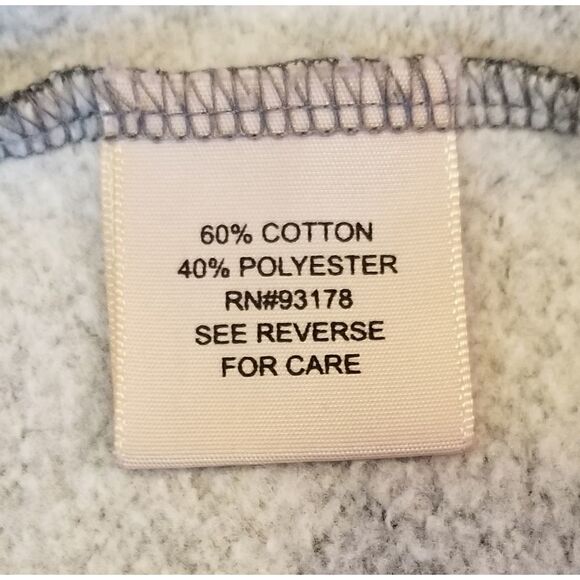 60% COTTON
40% POLYESTER
RN#93178
SEE REVERSE
FOR CARE